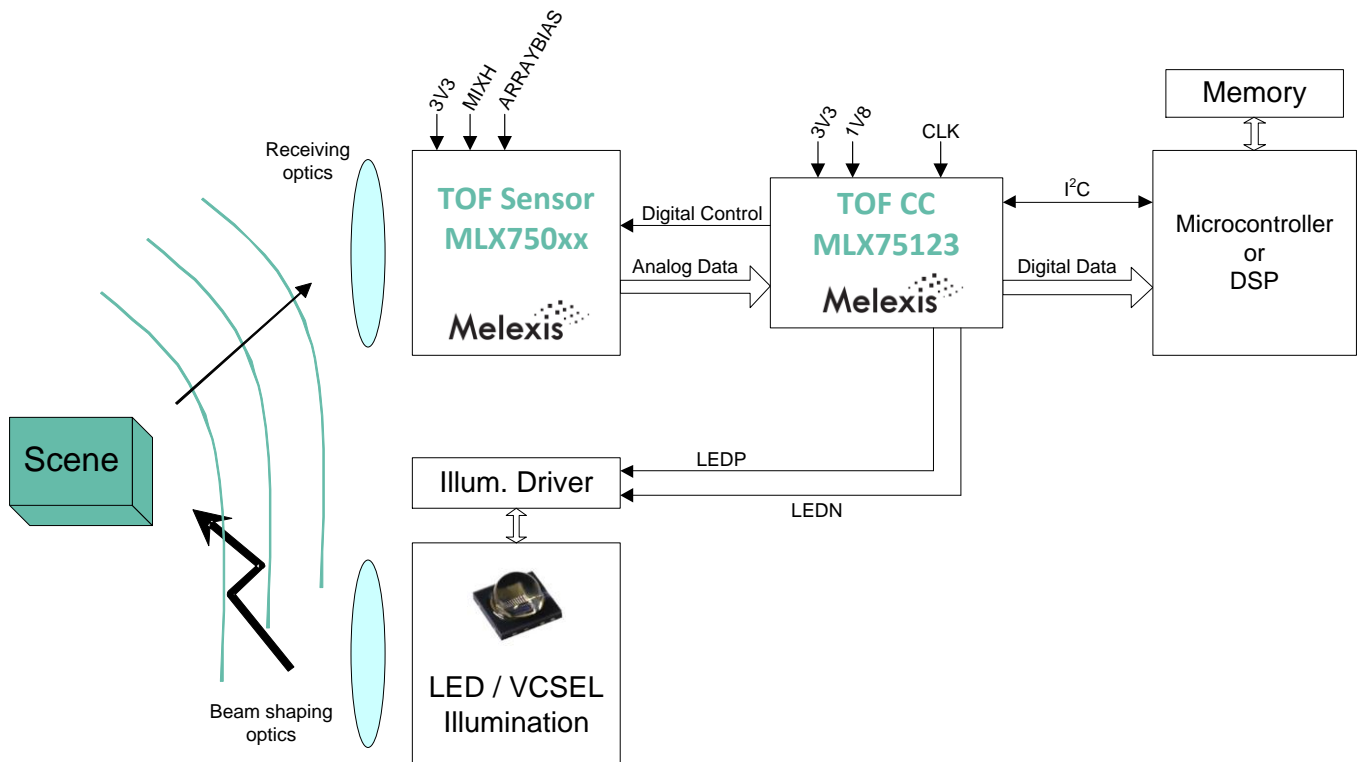 3V3
MIXH
ARRAYBIAS
Receiving
optics
TOF Sensor
MLX750xx
Melexis
Digital Control
Analog Data
3V3
1V8
CLK
TOF CC
MLX75123
Melexis
I²C
Digital Data
Memory
Microcontroller
or
DSP
Scene
Illum. Driver
LEDP
LEDN
LED / VCSEL
Illumination
Beam shaping
optics